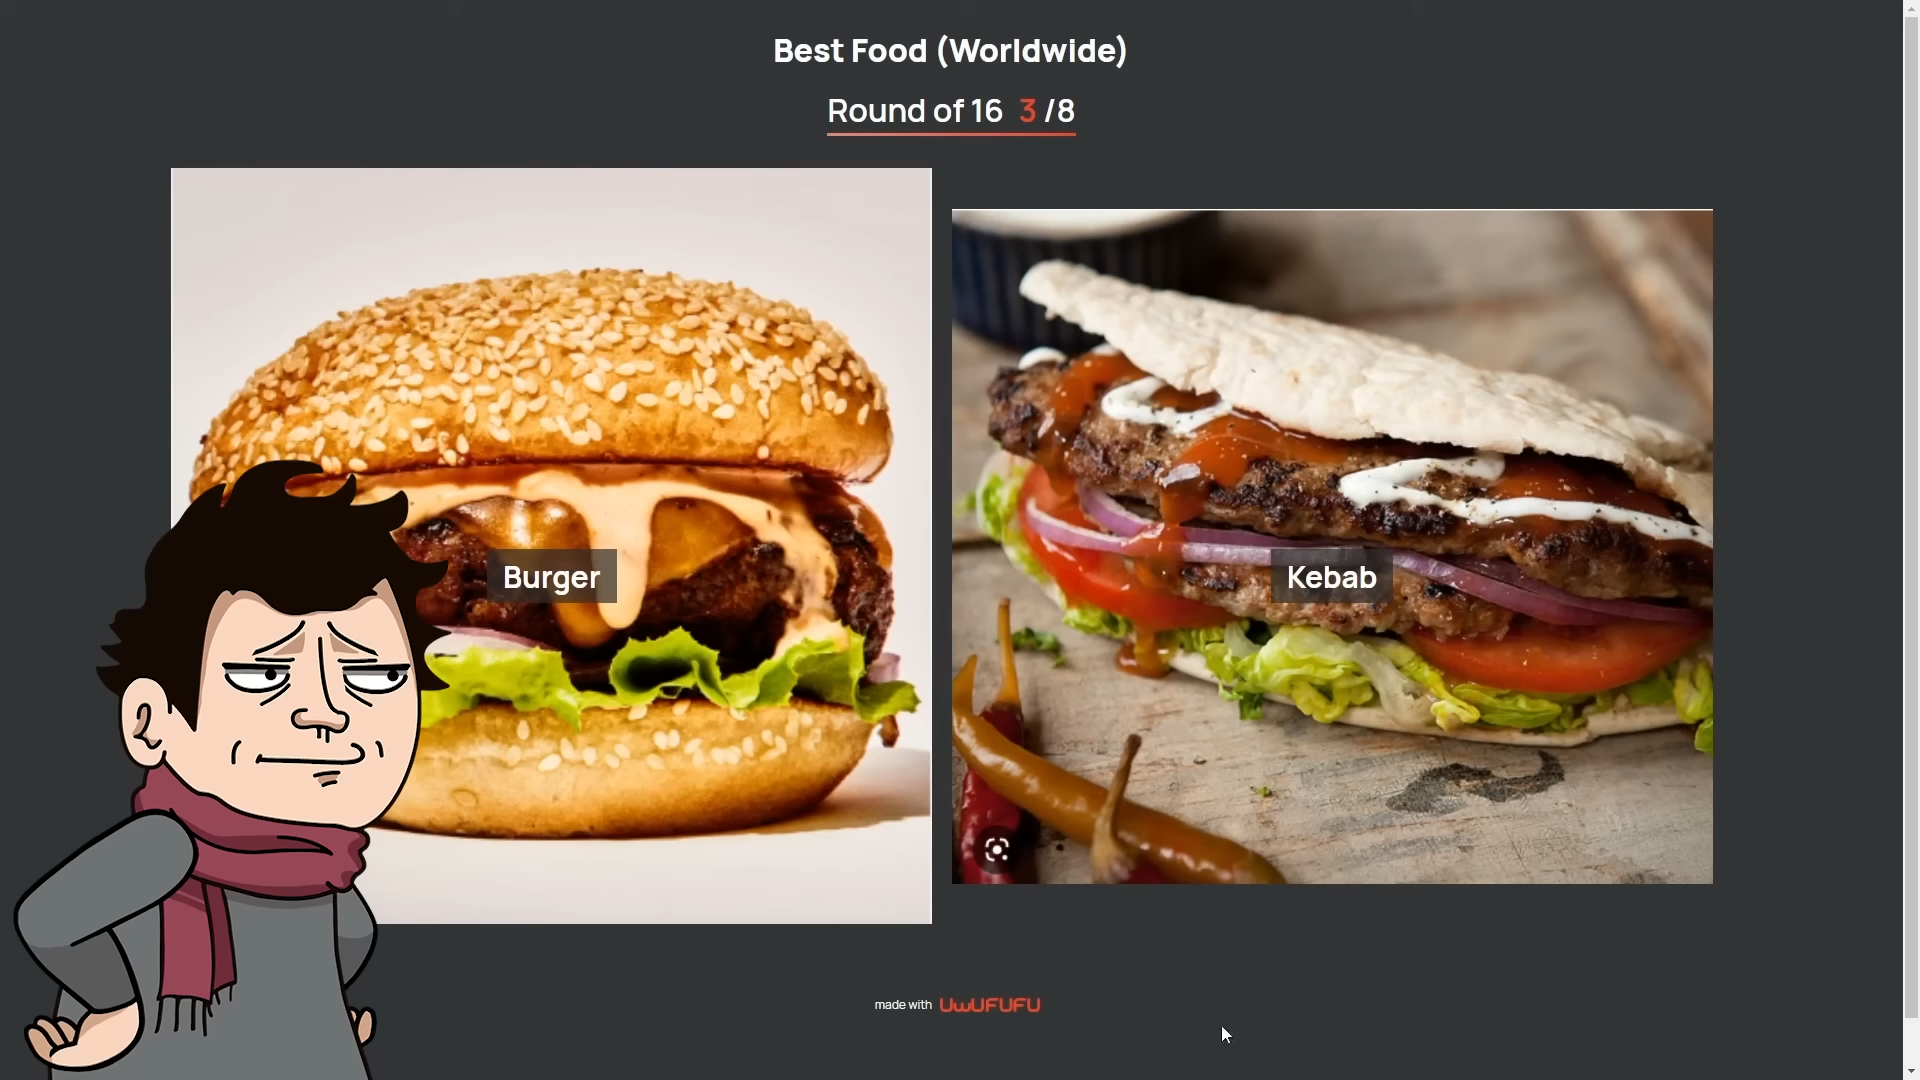 Best Food (Worldwide)
Round of 16 3 /8
Burger
Kebab
made with UwUFUFU